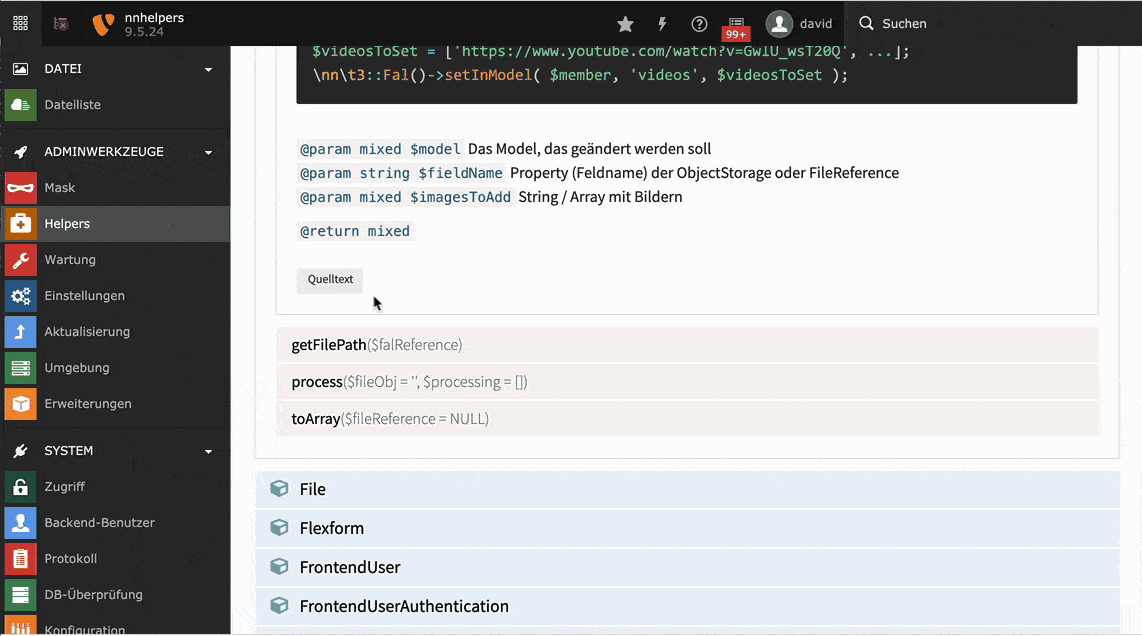 nnhelpers
9.5.24
99+
david
Suchen
DATEI
Dateiliste
ADMINWERKZEUGE
Mask
Helpers
Wartung
Einstellungen
Aktualisierung
Umgebung
Erweiterungen
SYSTEM
Zugriff
Backend-Benutzer
Protokoll
DB-Überprüfung
Konfiguration
$videosToSet = ['https://www.youtube.com/watch?v=GwlU_wsT20Q', ...];
\nn\t3::Fal()->setInModel( $member, 'videos', $videosToSet );
@param mixed $model Das Model, das geändert werden soll
@param string $fieldName Property (Feldname) der ObjectStorage oder FileReference
@param mixed $imagesToAdd String / Array mit Bildern
@return mixed
Quelltext
getFilePath($falReference)
process($fileObj = '', $processing = [])
toArray($fileReference = NULL)
File
Flexform
FrontendUser
FrontendUserAuthentication